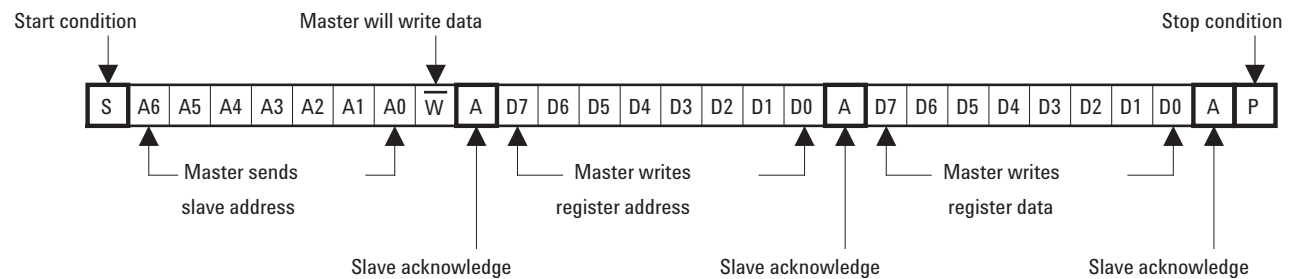 Start condition Master will write data Stop condition
S A6 A5 A4 A3 A2 A1 A0 W̅ A D7 D6 D5 D4 D3 D2 D1 D0 A D7 D6 D5 D4 D3 D2 D1 D0 A P
Master sends Master writes Master writes
slave address register address register data
Slave acknowledge Slave acknowledge Slave acknowledge